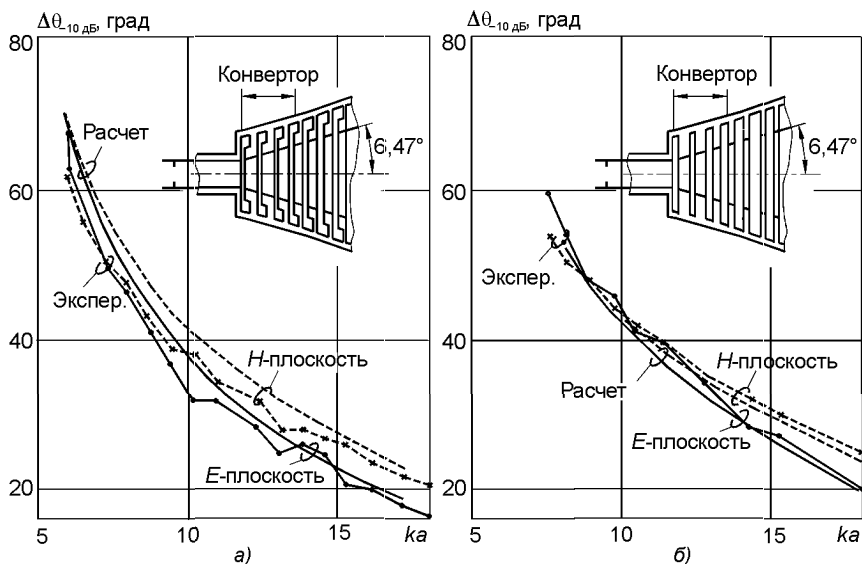 Δθ₋₁₀ дБ, град
80
60
40
20
5
10
15
ka
Конвертор
6,47°
Расчет
Экспер.
H-плоскость
E-плоскость
а)
Δθ₋₁₀ дБ, град
80
60
40
20
5
10
15
ka
Конвертор
6,47°
Экспер.
H-плоскость
Расчет
E-плоскость
б)